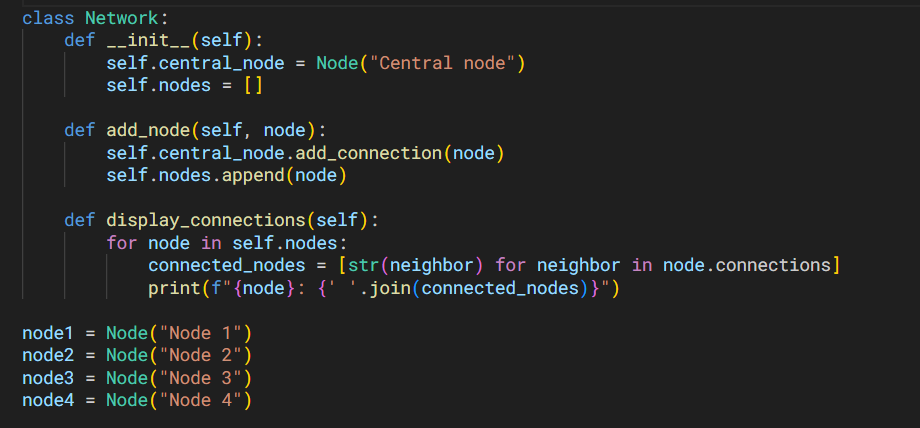 class Network:
    def __init__(self):
        self.central_node = Node("Central node")
        self.nodes = []

    def add_node(self, node):
        self.central_node.add_connection(node)
        self.nodes.append(node)

    def display_connections(self):
        for node in self.nodes:
            connected_nodes = [str(neighbor) for neighbor in node.connections]
            print(f"{node}: {' '.join(connected_nodes)}")

node1 = Node("Node 1")
node2 = Node("Node 2")
node3 = Node("Node 3")
node4 = Node("Node 4")